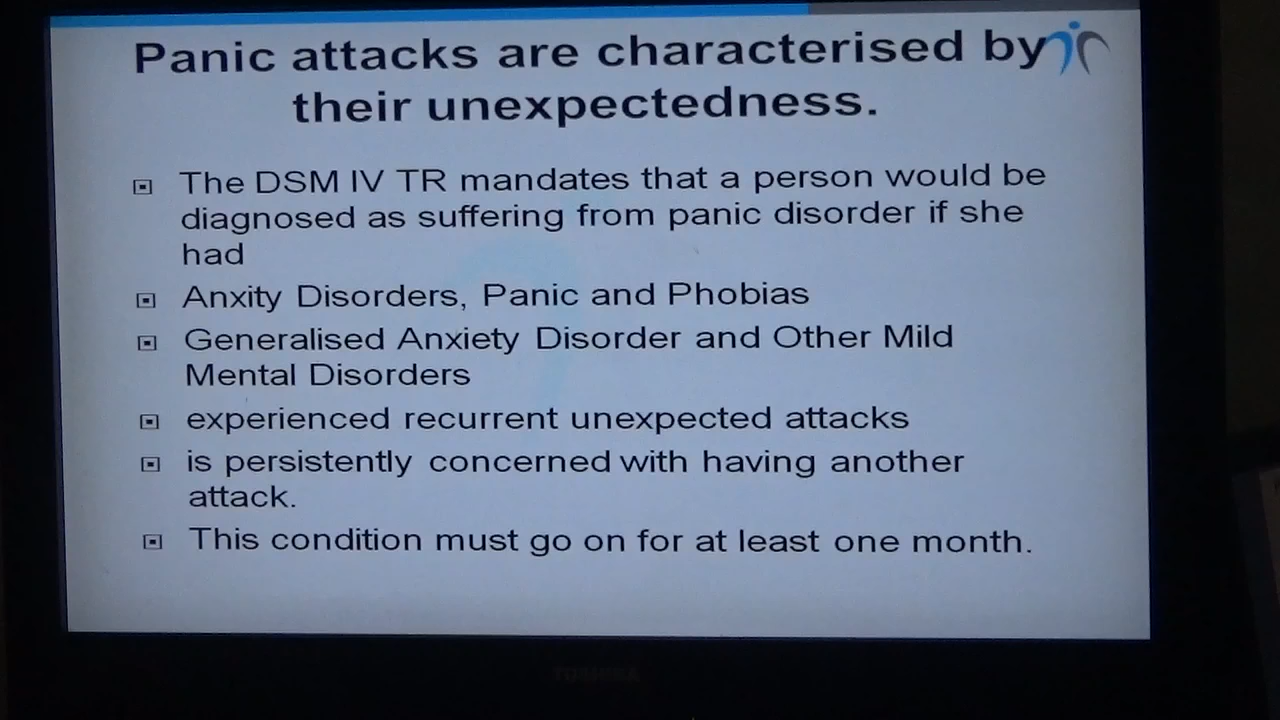 Panic attacks are characterised by
their unexpectedness.
The DSM IV TR mandates that a person would be
diagnosed as suffering from panic disorder if she
had
Anxity Disorders, Panic and Phobias
Generalised Anxiety Disorder and Other Mild
Mental Disorders
experienced recurrent unexpected attacks
is persistently concerned with having another
attack.
This condition must go on for at least one month.
TOSHIBA